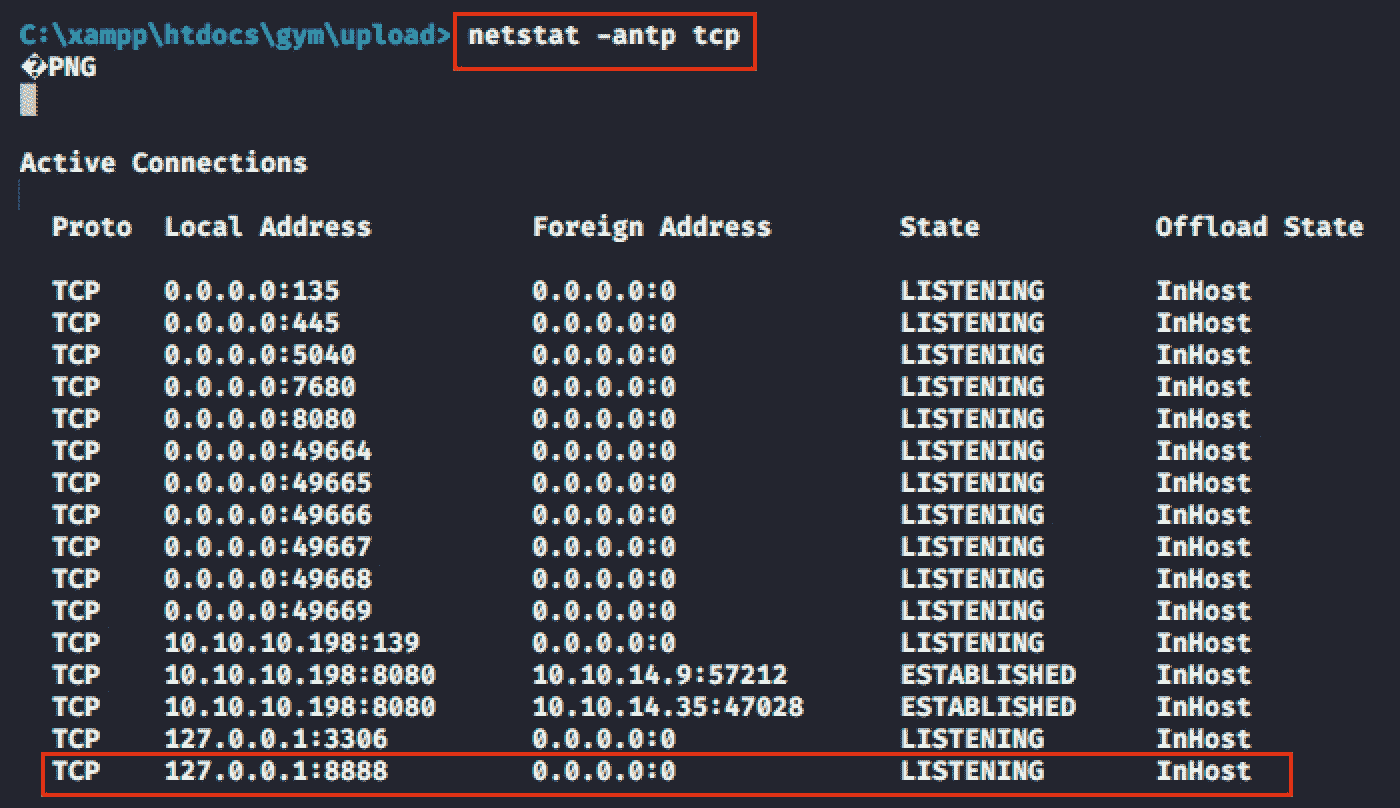 C:\xampp\htdocs\gym\upload> netstat -antp tcp
�PNG
Active Connections
Proto Local Address Foreign Address State Offload State
TCP 0.0.0.0:135 0.0.0.0:0 LISTENING InHost
TCP 0.0.0.0:445 0.0.0.0:0 LISTENING InHost
TCP 0.0.0.0:5040 0.0.0.0:0 LISTENING InHost
TCP 0.0.0.0:7680 0.0.0.0:0 LISTENING InHost
TCP 0.0.0.0:8080 0.0.0.0:0 LISTENING InHost
TCP 0.0.0.0:49664 0.0.0.0:0 LISTENING InHost
TCP 0.0.0.0:49665 0.0.0.0:0 LISTENING InHost
TCP 0.0.0.0:49666 0.0.0.0:0 LISTENING InHost
TCP 0.0.0.0:49667 0.0.0.0:0 LISTENING InHost
TCP 0.0.0.0:49668 0.0.0.0:0 LISTENING InHost
TCP 0.0.0.0:49669 0.0.0.0:0 LISTENING InHost
TCP 10.10.10.198:139 0.0.0.0:0 LISTENING InHost
TCP 10.10.10.198:8080 10.10.14.9:57212 ESTABLISHED InHost
TCP 10.10.10.198:8080 10.10.14.35:47028 ESTABLISHED InHost
TCP 127.0.0.1:3306 0.0.0.0:0 LISTENING InHost
TCP 127.0.0.1:8888 0.0.0.0:0 LISTENING InHost